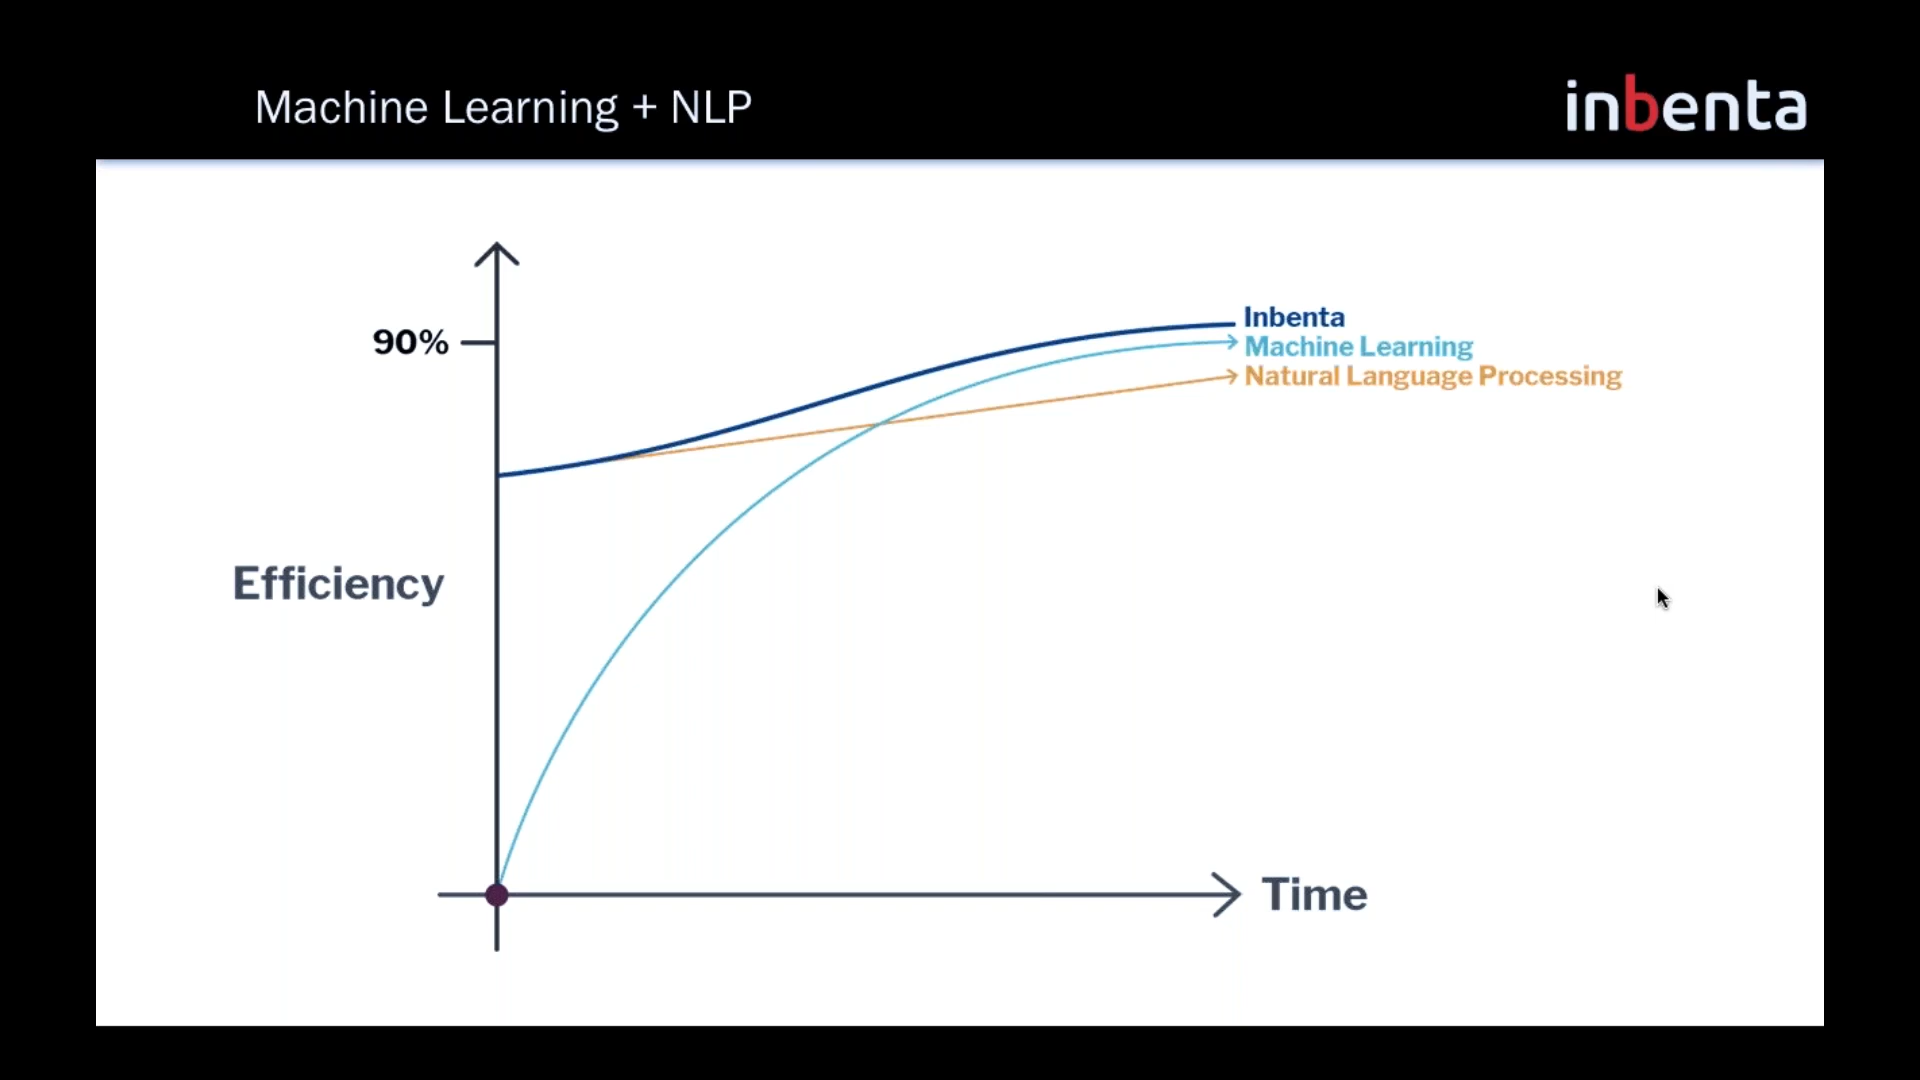 Machine Learning + NLP
inbenta
90%
Inbenta
Machine Learning
Natural Language Processing
Efficiency
Time